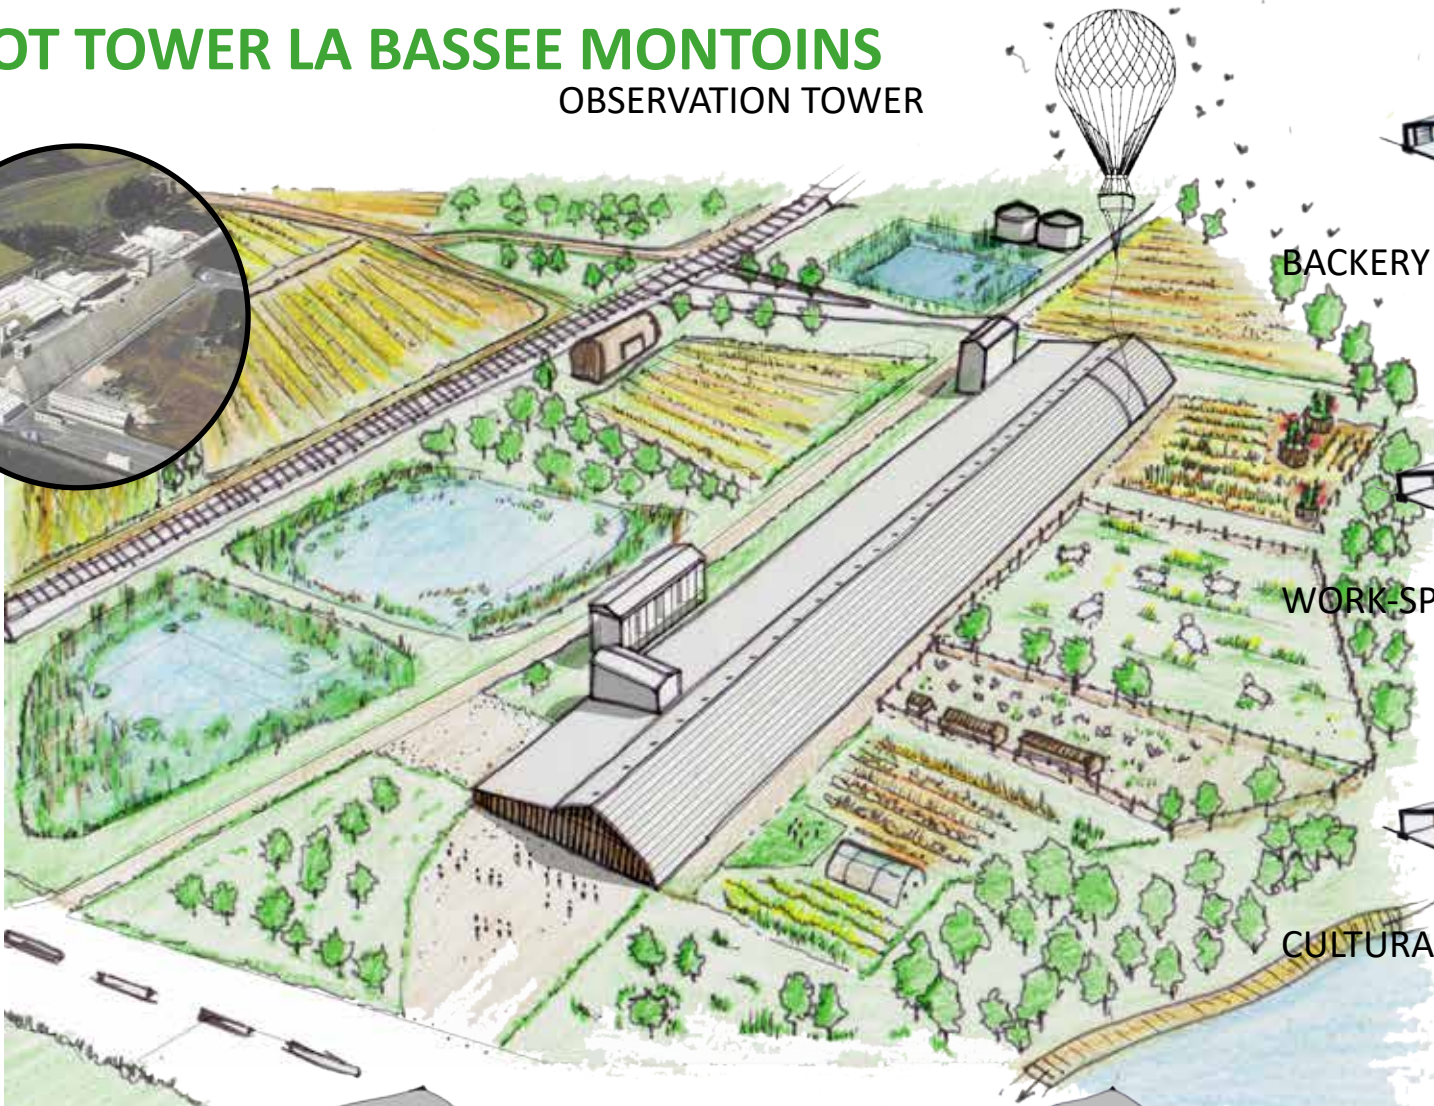 OT TOWER LA BASSEE MONTOINS
OBSERVATION TOWER
BACKERY
WORK-SP
CULTURA